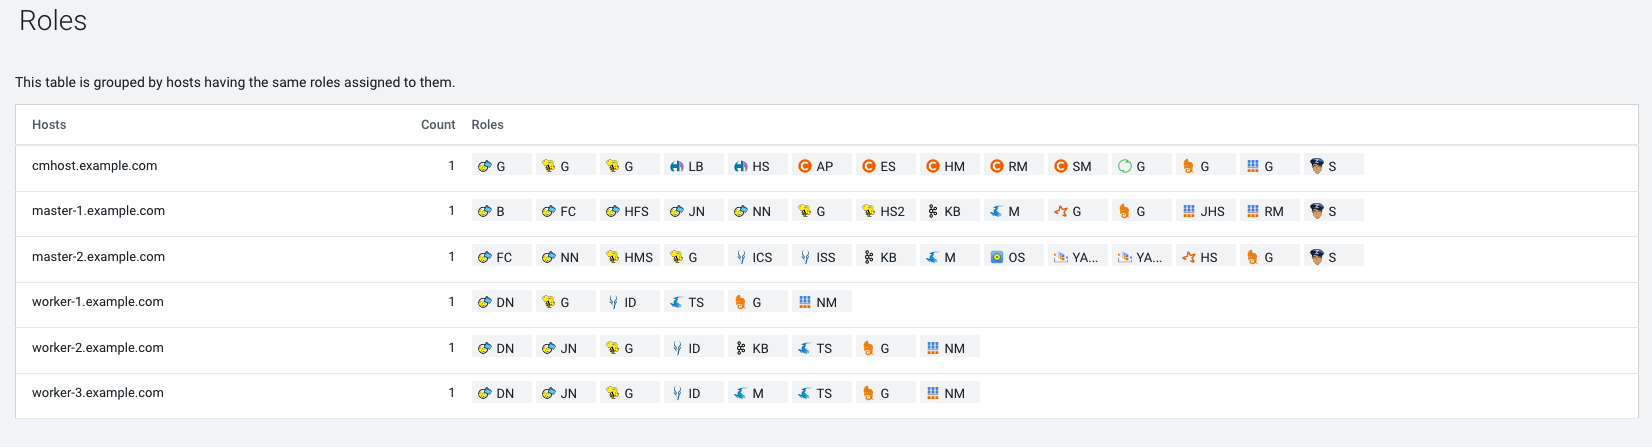 Roles
This table is grouped by hosts having the same roles assigned to them.
Hosts Count Roles
cmhost.example.com 1 G G G LB HS AP ES HM RM SM G G G S
master-1.example.com 1 B FC HFS JN NN G HS2 KB M G G JHS RM S
master-2.example.com 1 FC NN HMS G ICS ISS KB M OS YA... YA... HS G S
worker-1.example.com 1 DN G ID TS G NM
worker-2.example.com 1 DN JN G ID KB TS G NM
worker-3.example.com 1 DN JN G ID M TS G NM